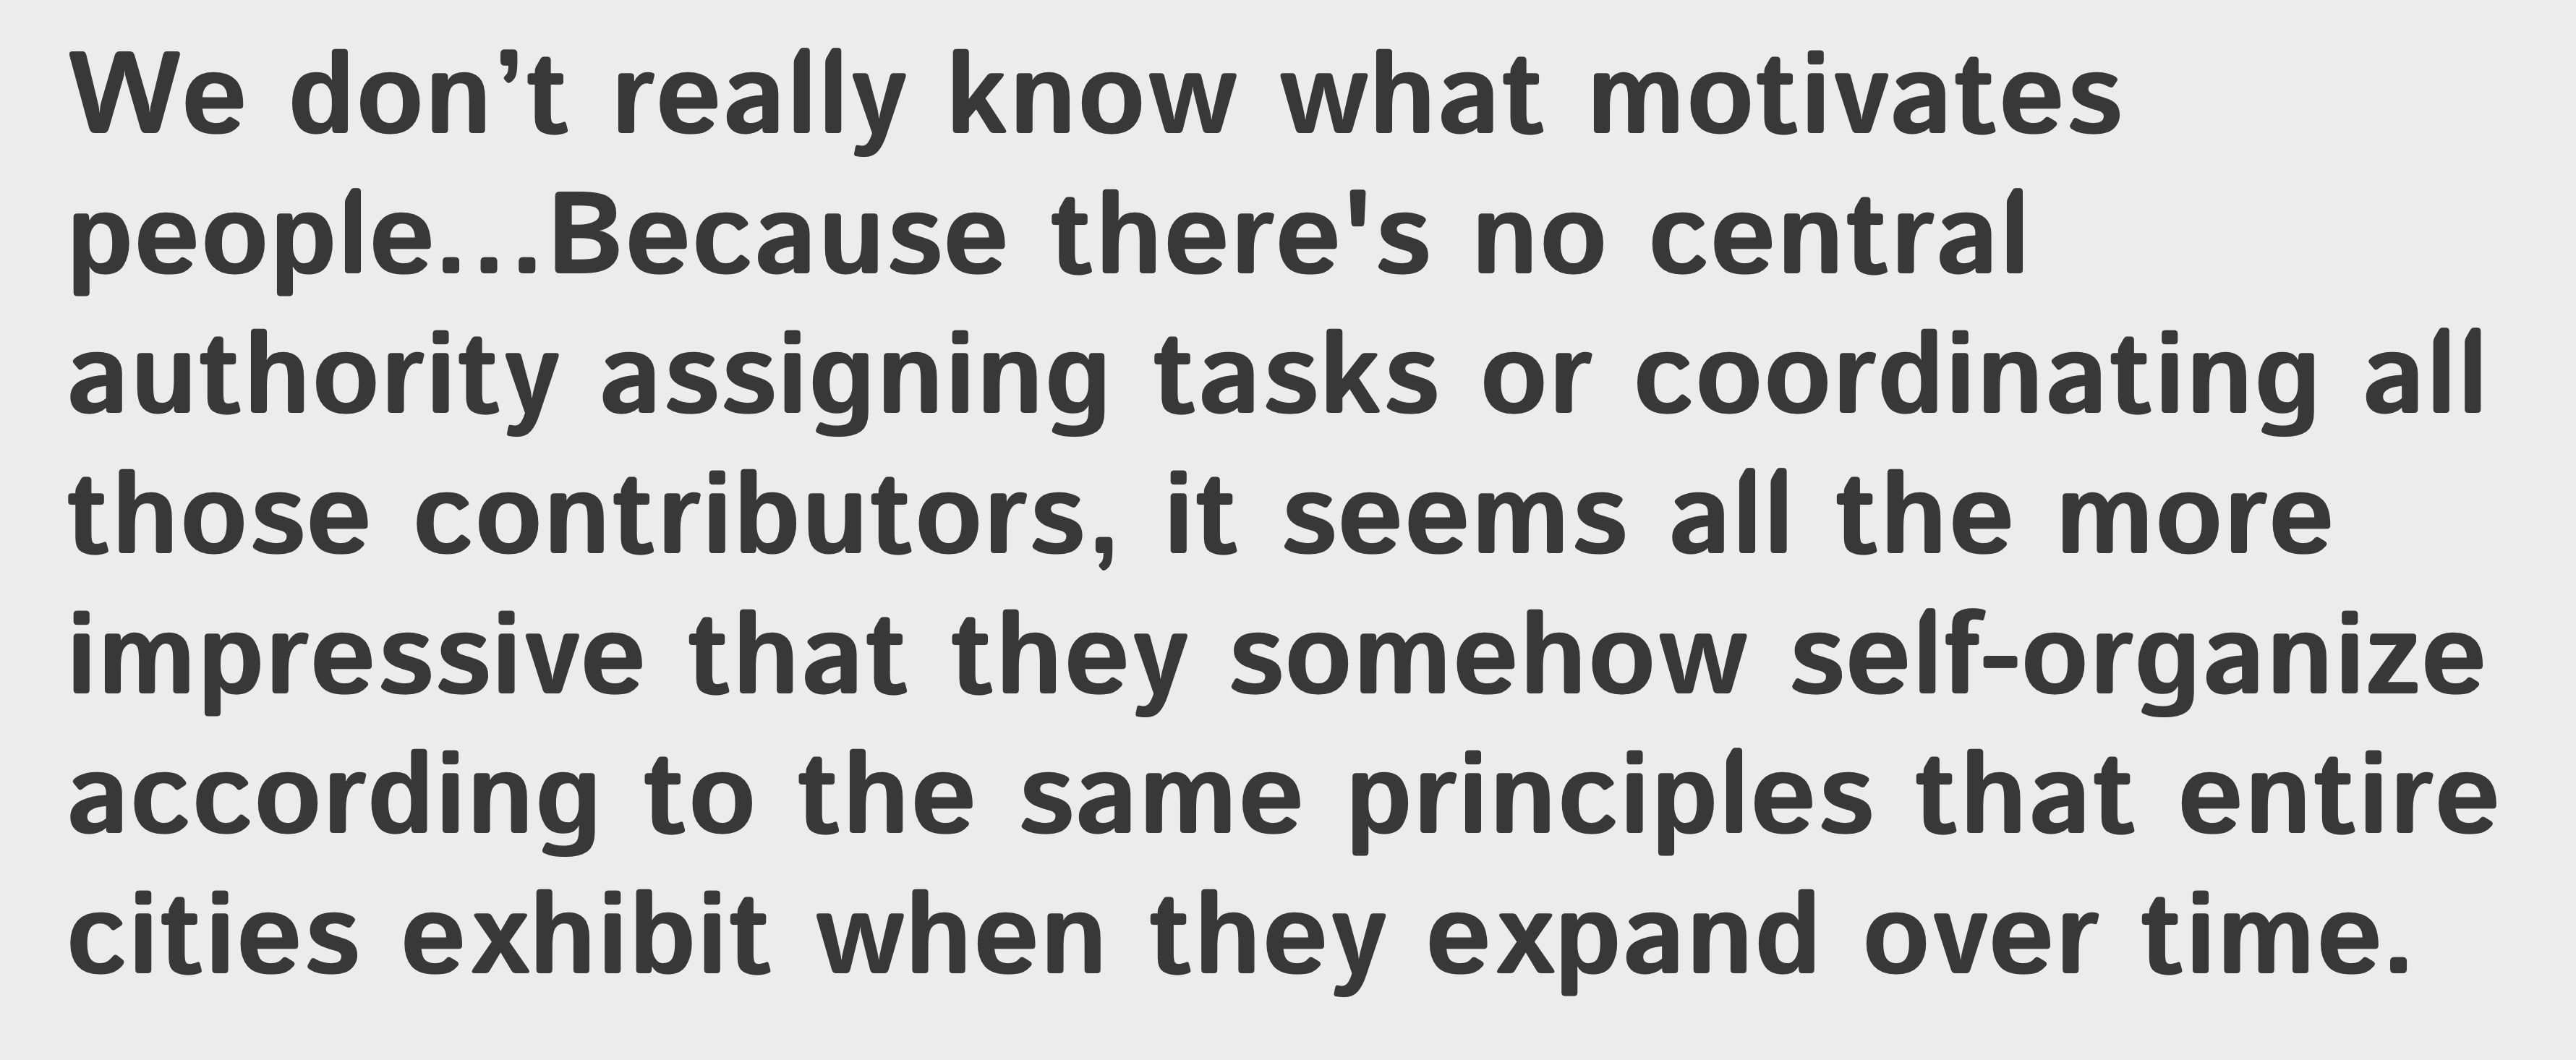 We don’t really know what motivates
people...Because there's no central
authority assigning tasks or coordinating all
those contributors, it seems all the more
impressive that they somehow self-organize
according to the same principles that entire
cities exhibit when they expand over time.